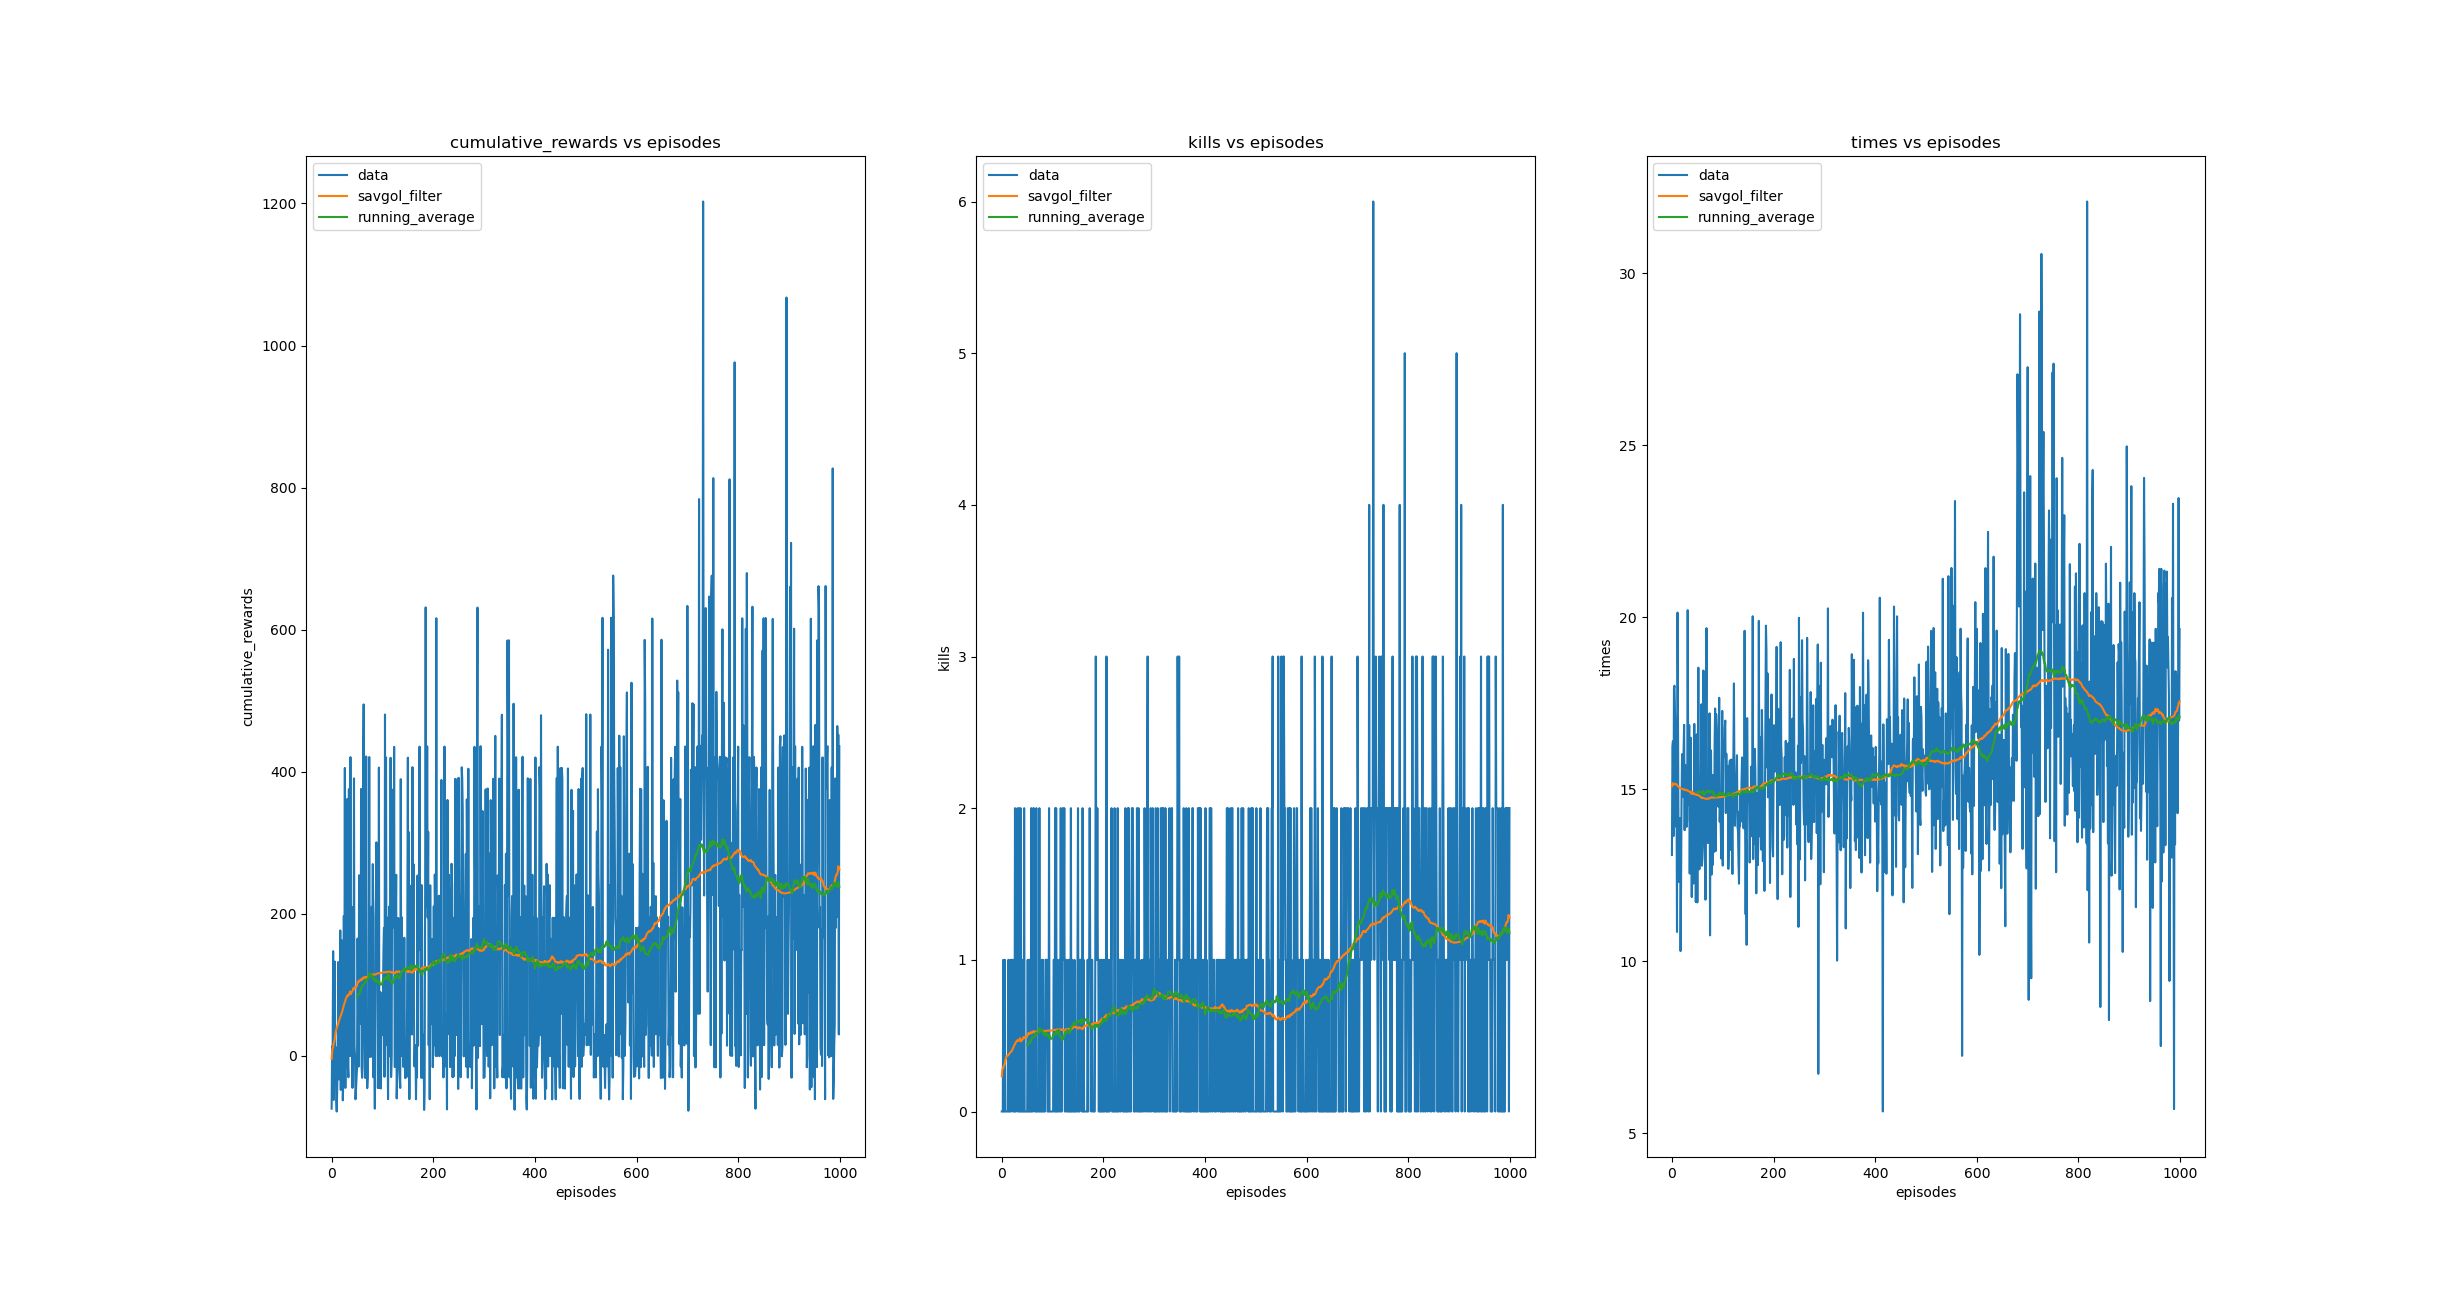 cumulative_rewards vs episodes
data
savgol_filter
running_average
1200
1000
800
600
400
200
0
cumulative_rewards
0 200 400 600 800 1000
episodes
kills vs episodes
data
savgol_filter
running_average
6
5
4
3
2
1
0
kills
0 200 400 600 800 1000
episodes
times vs episodes
data
savgol_filter
running_average
30
25
20
15
10
5
times
0 200 400 600 800 1000
episodes